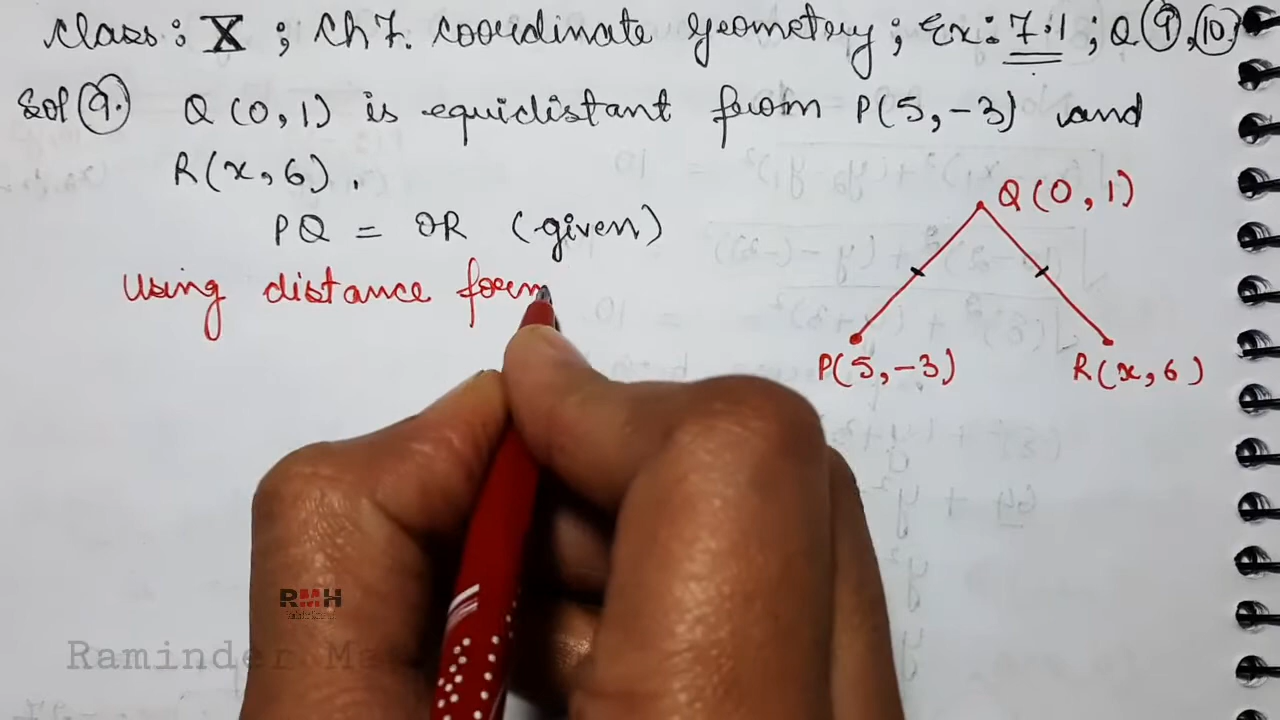 Class: X ; Ch 7. Coordinate Geometry ; Ex: 7.1 ; Q 9, 10
Sol 9. Q (0, 1) is equidistant from P(5, -3) and
R(x, 6).
PQ = QR (given)
Using distance form
Q (0, 1)
P(5, -3)
R(x, 6)
RMH
Raminder Ma